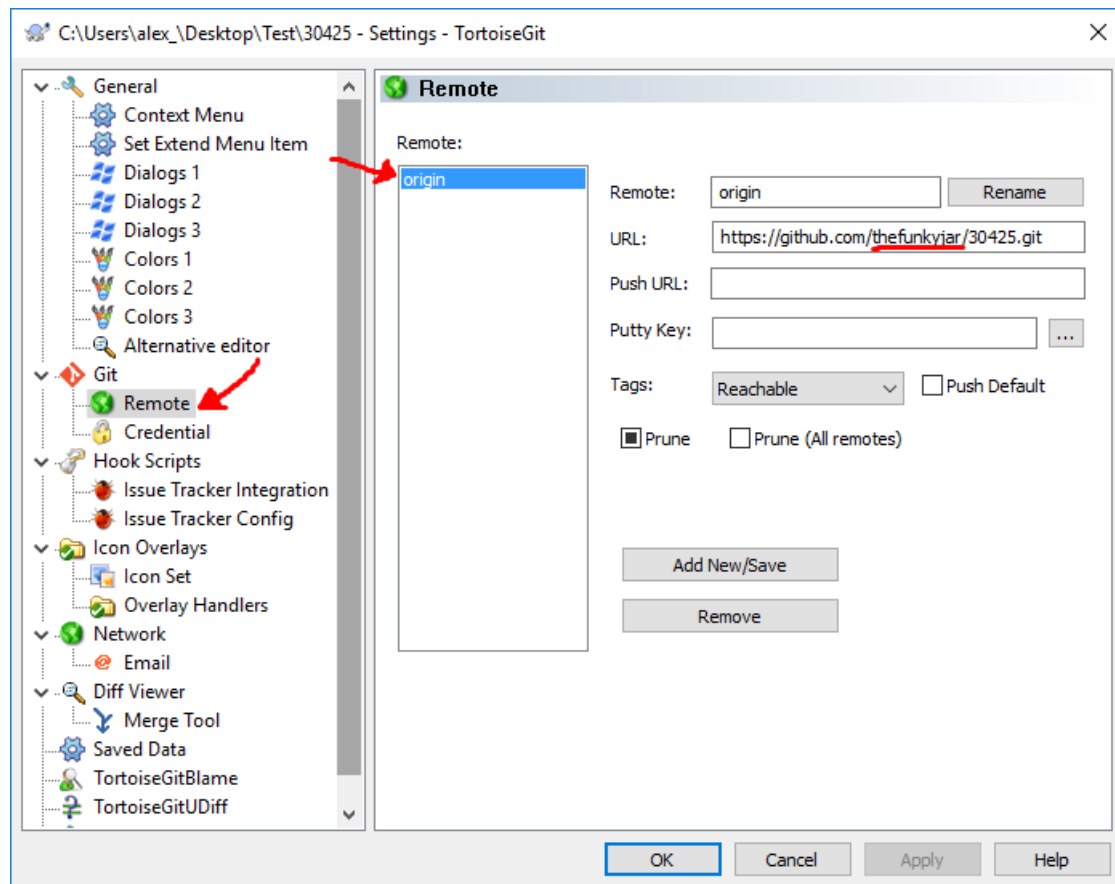 C:\Users\alex_\Desktop\Test\30425 - Settings - TortoiseGit
General
Context Menu
Set Extend Menu Item
Dialogs 1
Dialogs 2
Dialogs 3
Colors 1
Colors 2
Colors 3
Alternative editor
Git
Remote
Credential
Hook Scripts
Issue Tracker Integration
Issue Tracker Config
Icon Overlays
Icon Set
Overlay Handlers
Network
Email
Diff Viewer
Merge Tool
Saved Data
TortoiseGitBlame
TortoiseGitUDiff
Remote
Remote:
origin
Remote: origin Rename
URL: https://github.com/thefunkyjar/30425.git
Push URL:
Putty Key: ...
Tags: Reachable Push Default
Prune Prune (All remotes)
Add New/Save
Remove
OK Cancel Apply Help